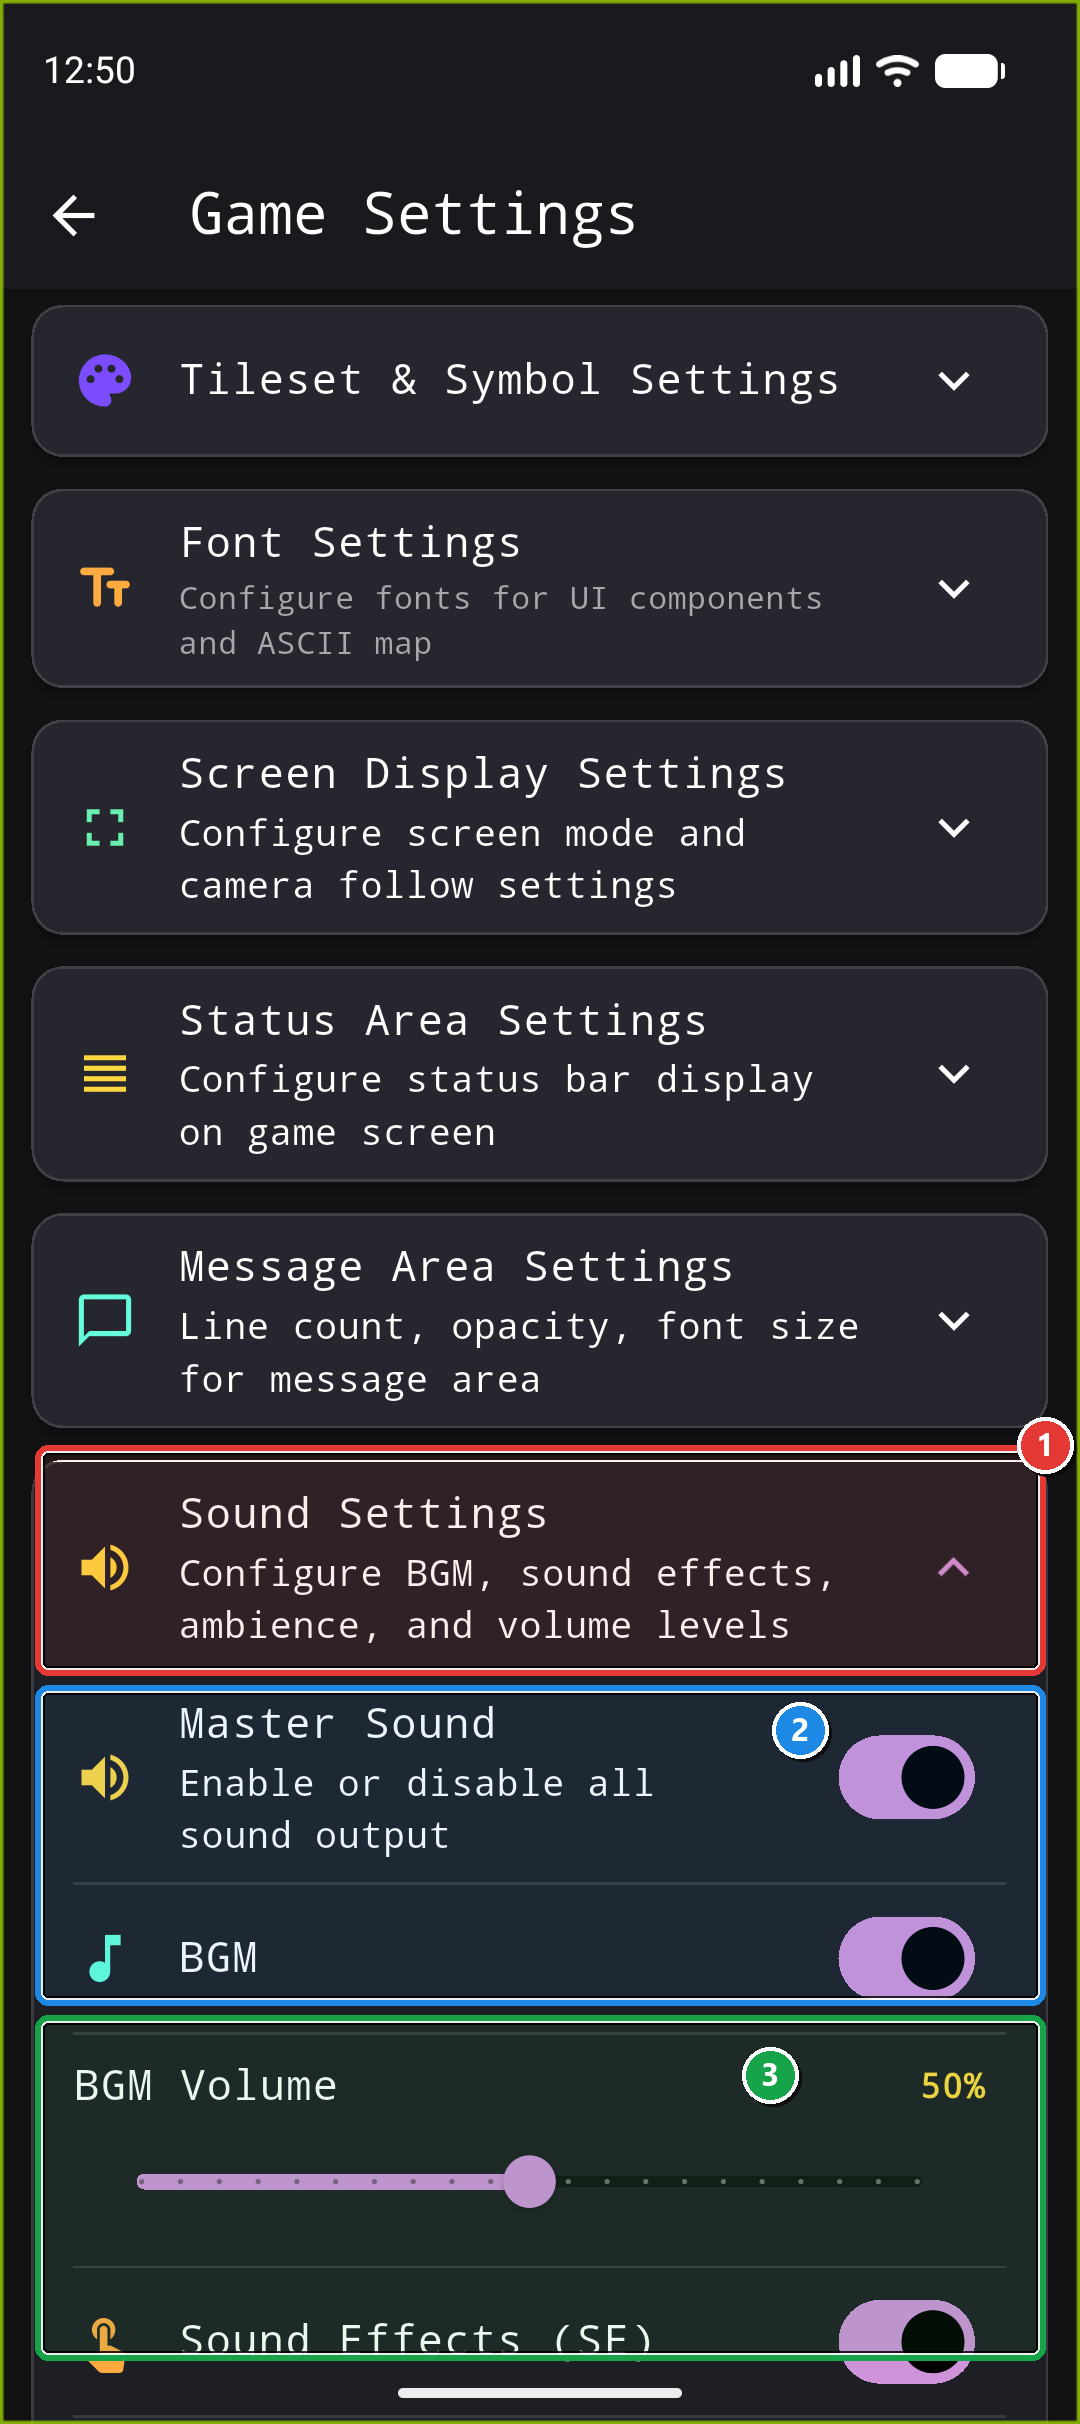 12:50
Game Settings
Tileset & Symbol Settings
Font Settings
Configure fonts for UI components
and ASCII map
Screen Display Settings
Configure screen mode and
camera follow settings
Status Area Settings
Configure status bar display
on game screen
Message Area Settings
Line count, opacity, font size
for message area
1
Sound Settings
Configure BGM, sound effects,
ambience, and volume levels
Master Sound
2
Enable or disable all
sound output
BGM
BGM Volume
3
50%
Sound Effects (SE)